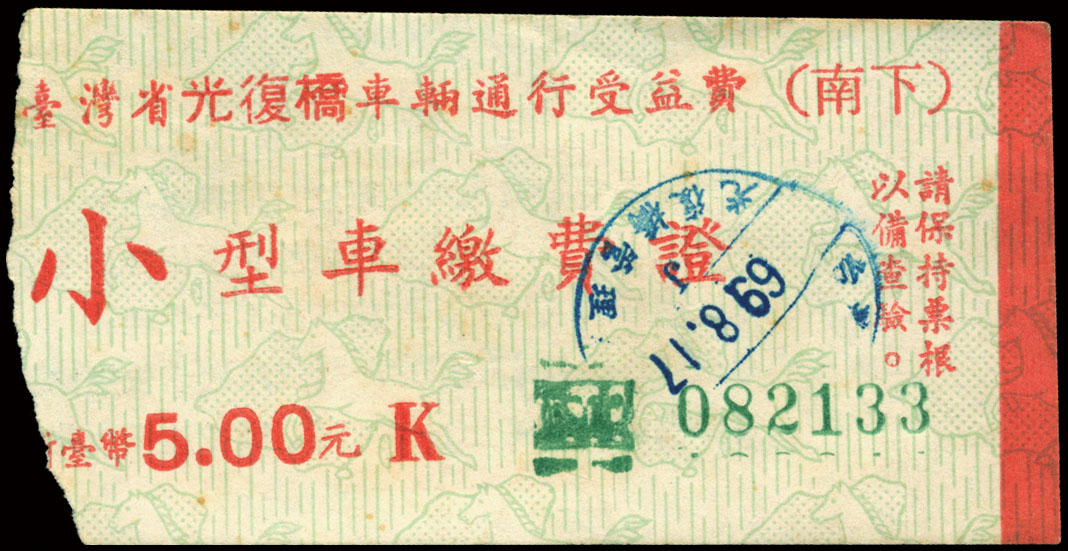 臺灣省光復橋車輛通行受益費(南下)
小型車繳費證
請保持票根
以備查驗。
69.8.17
臺幣5.00元 K
082133